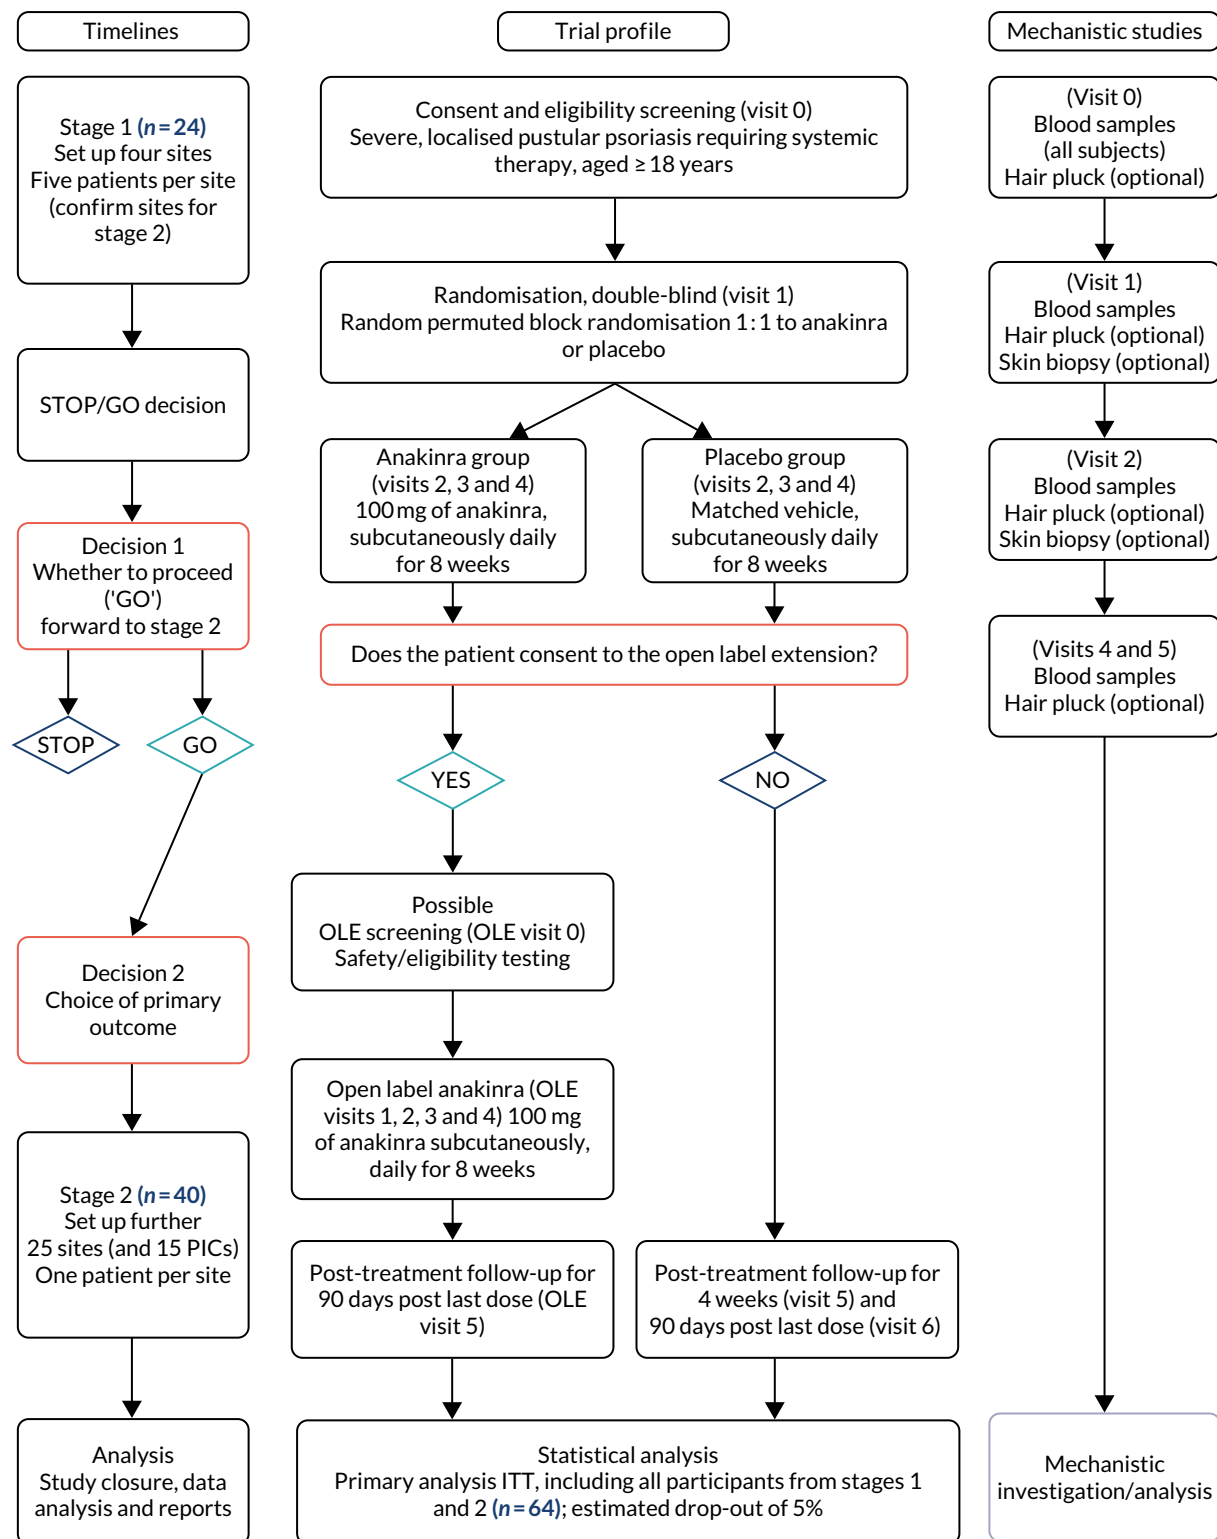 Timelines
Stage 1 (n = 24)
Set up four sites
Five patients per site
(confirm sites for
stage 2)
STOP/GO decision
Decision 1
Whether to proceed
('GO')
forward to stage 2
STOP
GO
Decision 2
Choice of primary
outcome
Stage 2 (n = 40)
Set up further
25 sites (and 15 PICs)
One patient per site
Analysis
Study closure, data
analysis and reports
Trial profile
Consent and eligibility screening (visit 0)
Severe, localised pustular psoriasis requiring systemic
therapy, aged ≥ 18 years
Randomisation, double-blind (visit 1)
Random permuted block randomisation 1 : 1 to anakinra
or placebo
Anakinra group
(visits 2, 3 and 4)
100 mg of anakinra,
subcutaneously daily
for 8 weeks
Placebo group
(visits 2, 3 and 4)
Matched vehicle,
subcutaneously daily
for 8 weeks
Does the patient consent to the open label extension?
YES
NO
Possible
OLE screening (OLE visit 0)
Safety/eligibility testing
Open label anakinra (OLE
visits 1, 2, 3 and 4) 100 mg
of anakinra subcutaneously,
daily for 8 weeks
Post-treatment follow-up for
90 days post last dose (OLE
visit 5)
Post-treatment follow-up for
4 weeks (visit 5) and
90 days post last dose (visit 6)
Statistical analysis
Primary analysis ITT, including all participants from stages 1
and 2 (n = 64); estimated drop-out of 5%
Mechanistic studies
(Visit 0)
Blood samples
(all subjects)
Hair pluck (optional)
(Visit 1)
Blood samples
Hair pluck (optional)
Skin biopsy (optional)
(Visit 2)
Blood samples
Hair pluck (optional)
Skin biopsy (optional)
(Visits 4 and 5)
Blood samples
Hair pluck (optional)
Mechanistic
investigation/analysis